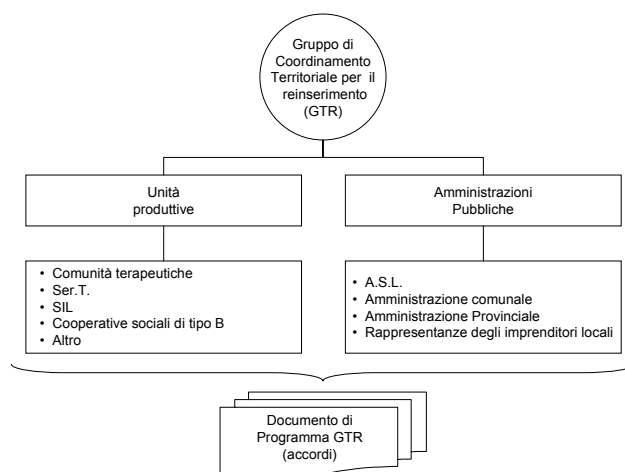 Gruppo di
Coordinamento
Territoriale per il
reinserimento
(GTR)
Unità
produttive
Amministrazioni
Pubbliche
• Comunità terapeutiche
• Ser.T.
• SIL
• Cooperative sociali di tipo B
• Altro
• A.S.L.
• Amministrazione comunale
• Amministrazione Provinciale
• Rappresentanze degli imprenditori locali
Documento di
Programma GTR
(accordi)